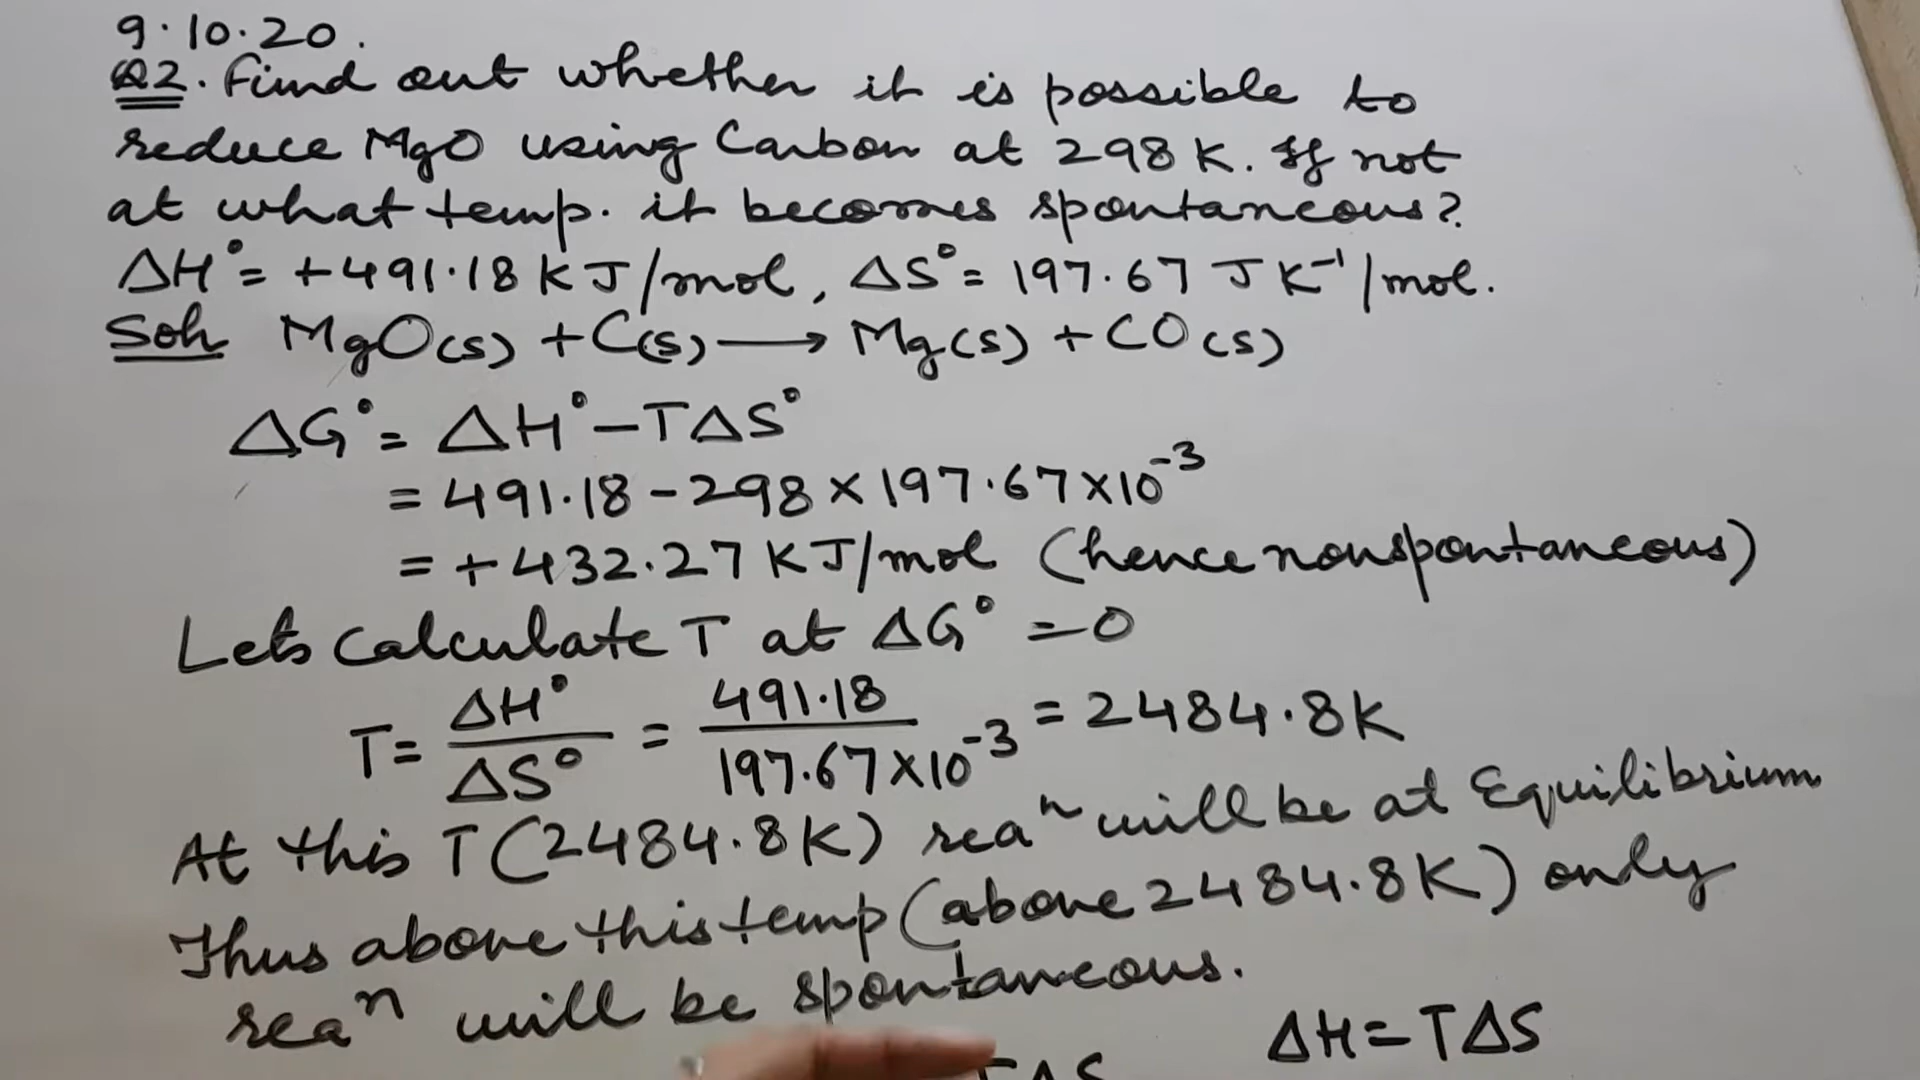 9.10.20.
Q2. Find out whether it is possible to
reduce MgO using Carbon at 298 K. If not
at what temp. it becomes spontaneous?
ΔH°= +491.18 KJ/mol, ΔS°= 197.67 J K⁻¹/mol.
Soln MgO(s) + C(s) ⟶ Mg(s) + CO(s)
ΔG°= ΔH°-TΔS°
= 491.18 - 298 × 197.67×10⁻³
= + 432.27 KJ/mol (hence nonspontaneous)
Lets calculate T at ΔG° = 0
T= ΔH°/ΔS° = 491.18/197.67×10⁻³ = 2484.8K
At this T (2484.8K) reaⁿ will be at Equilibrium
Thus above this temp (above 2484.8K) only
reaⁿ will be spontaneous.
ΔH=TΔS
TΔS